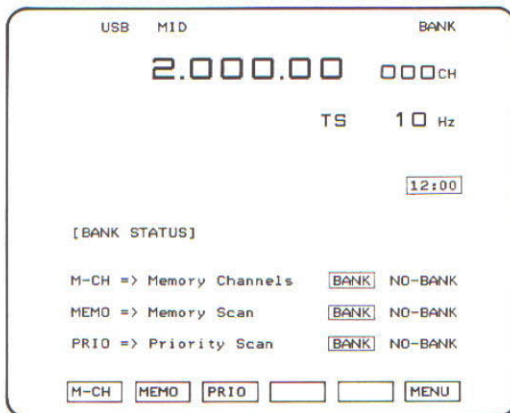 USB MID BANK
2.000.00 000CH
TS 10 Hz
12:00
[BANK STATUS]
M-CH => Memory Channels BANK NO-BANK
MEMO => Memory Scan BANK NO-BANK
PRIO => Priority Scan BANK NO-BANK
M-CH MEMO PRIO MENU